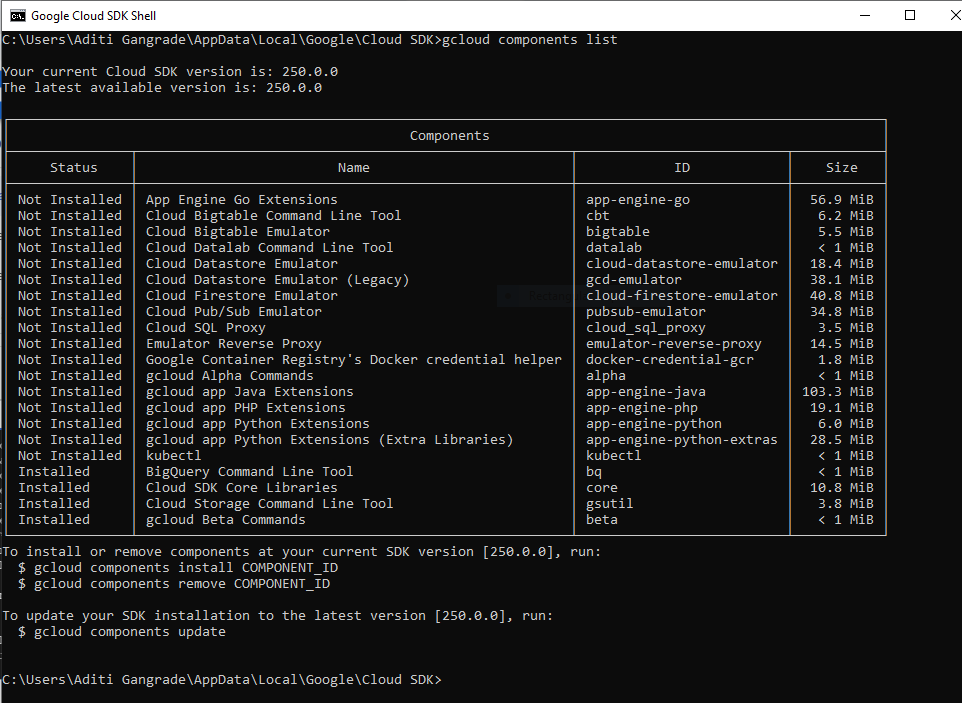 Google Cloud SDK Shell
C:\Users\Aditi Gangrade\AppData\Local\Google\Cloud SDK>gcloud components list
Your current Cloud SDK version is: 250.0.0
The latest available version is: 250.0.0
Components
Status Name ID Size
Not Installed App Engine Go Extensions app-engine-go 56.9 MiB
Not Installed Cloud Bigtable Command Line Tool cbt 6.2 MiB
Not Installed Cloud Bigtable Emulator bigtable 5.5 MiB
Not Installed Cloud Datalab Command Line Tool datalab < 1 MiB
Not Installed Cloud Datastore Emulator cloud-datastore-emulator 18.4 MiB
Not Installed Cloud Datastore Emulator (Legacy) gcd-emulator 38.1 MiB
Not Installed Cloud Firestore Emulator cloud-firestore-emulator 40.8 MiB
Not Installed Cloud Pub/Sub Emulator pubsub-emulator 34.8 MiB
Not Installed Cloud SQL Proxy cloud_sql_proxy 3.5 MiB
Not Installed Emulator Reverse Proxy emulator-reverse-proxy 14.5 MiB
Not Installed Google Container Registry's Docker credential helper docker-credential-gcr 1.8 MiB
Not Installed gcloud Alpha Commands alpha < 1 MiB
Not Installed gcloud app Java Extensions app-engine-java 103.3 MiB
Not Installed gcloud app PHP Extensions app-engine-php 19.1 MiB
Not Installed gcloud app Python Extensions app-engine-python 6.0 MiB
Not Installed gcloud app Python Extensions (Extra Libraries) app-engine-python-extras 28.5 MiB
Not Installed kubectl kubectl < 1 MiB
Installed BigQuery Command Line Tool bq < 1 MiB
Installed Cloud SDK Core Libraries core 10.8 MiB
Installed Cloud Storage Command Line Tool gsutil 3.8 MiB
Installed gcloud Beta Commands beta < 1 MiB
To install or remove components at your current SDK version [250.0.0], run:
$ gcloud components install COMPONENT_ID
$ gcloud components remove COMPONENT_ID
To update your SDK installation to the latest version [250.0.0], run:
$ gcloud components update
C:\Users\Aditi Gangrade\AppData\Local\Google\Cloud SDK>